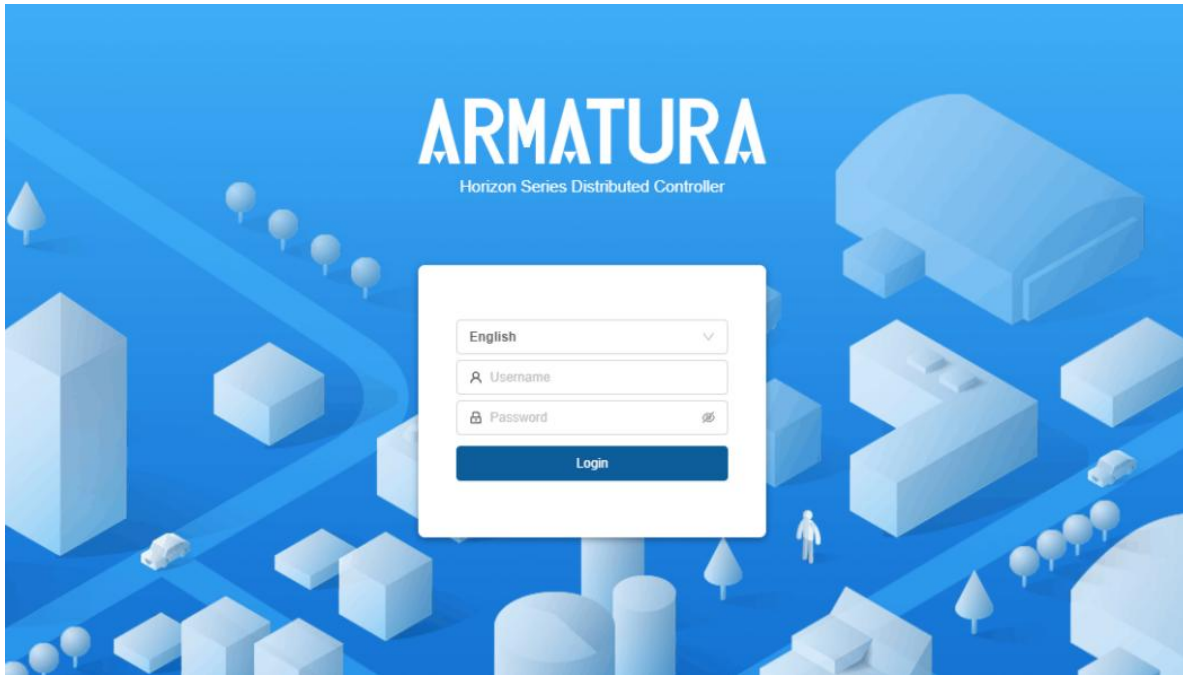 ARMATURA
Horizon Series Distributed Controller
English
Username
Password
Login